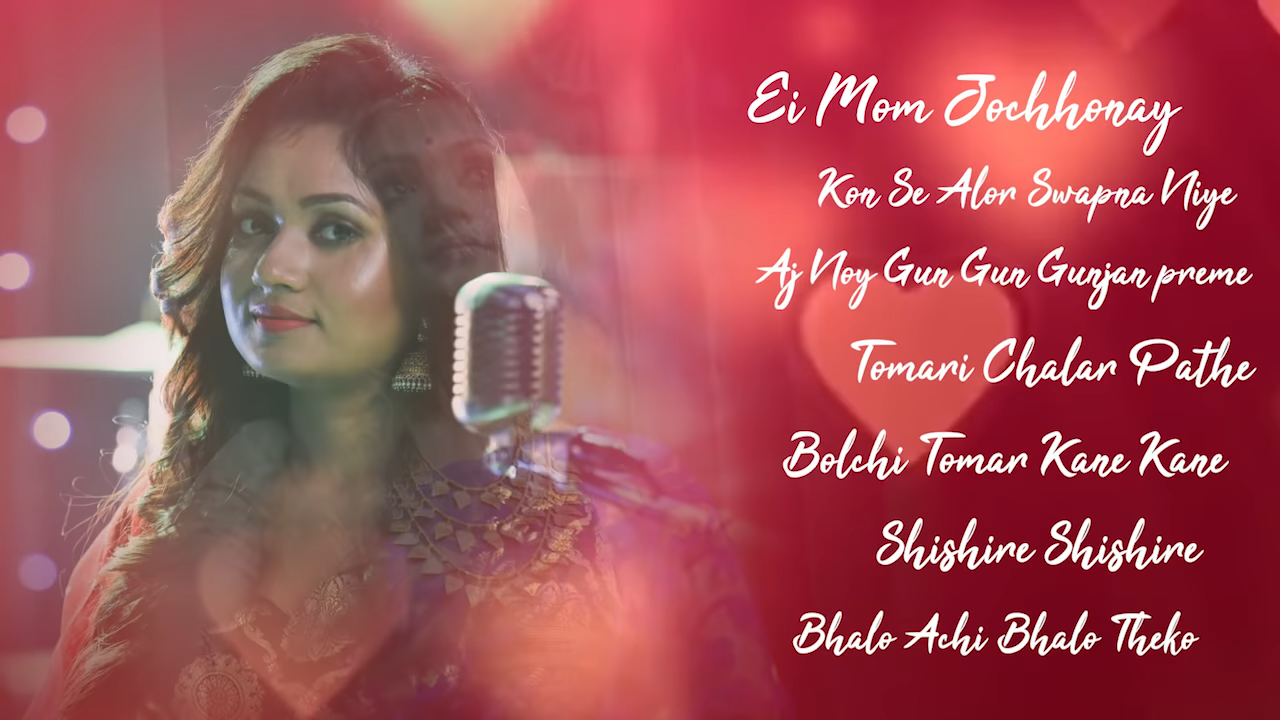 Ei Mom Jochhonay
Kon Se Alor Swapna Niye
Aj Noy Gun Gun Gunjan preme
Tomari Chalar Pathe
Bolchi Tomar Kane Kane
Shishire Shishire
Bhalo Achi Bhalo Theko